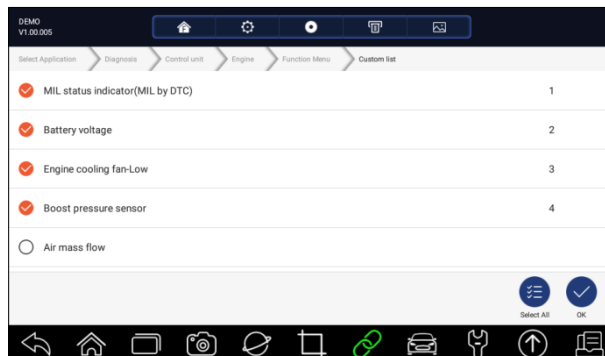 DEMO
V1.00.005
Select Application Diagnosis Control unit Engine Function Menu Custom list
MIL status indicator(MIL by DTC) 1
Battery voltage 2
Engine cooling fan-Low 3
Boost pressure sensor 4
Air mass flow
Select All OK